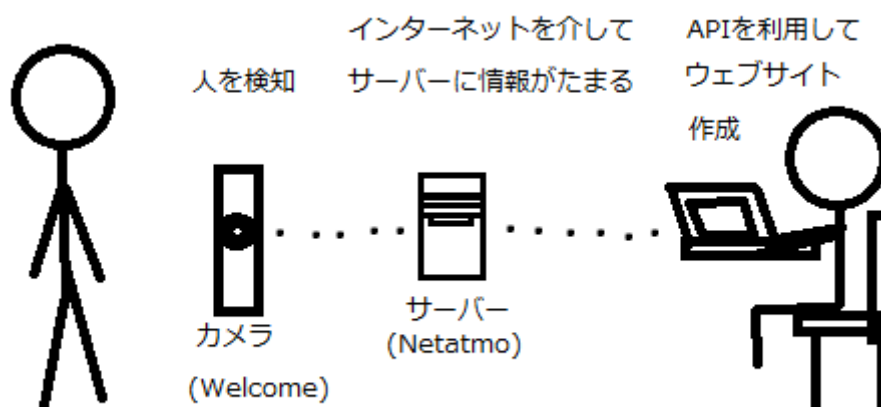 人を検知
インターネットを介して
サーバーに情報がたまる
APIを利用して
ウェブサイト
作成
カメラ
(Welcome)
サーバー
(Netatmo)